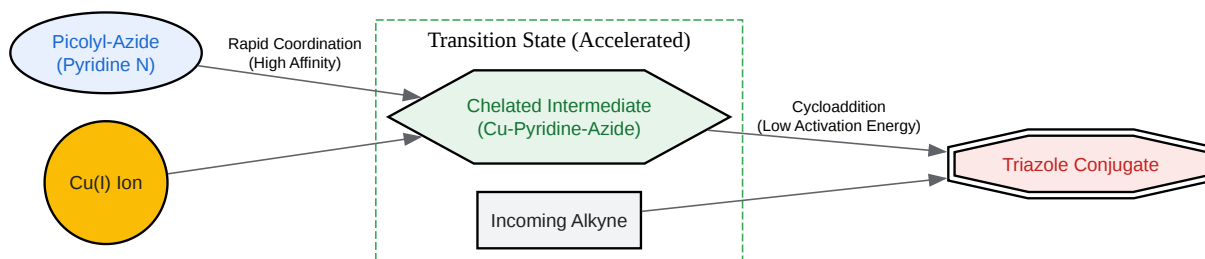 Picolyl-Azide
(Pyridine N)
Rapid Coordination
(High Affinity)
Transition State (Accelerated)
Chelated Intermediate
(Cu-Pyridine-Azide)
Cycloaddition
(Low Activation Energy)
Triazole Conjugate
Cu(I) Ion
Incoming Alkyne